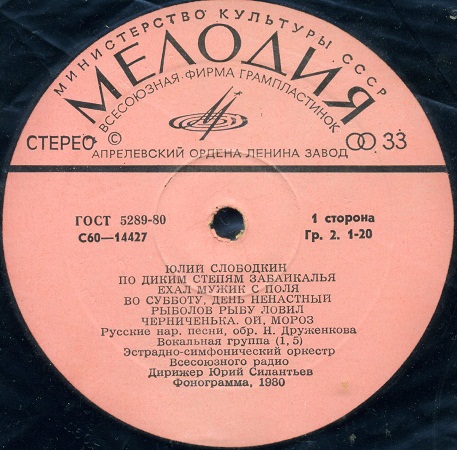 МИНИСТЕРСТВО КУЛЬТУРЫ СССР
МЕЛОДИЯ
ВСЕСОЮЗНАЯ ФИРМА ГРАМПЛАСТИНОК
СТЕРЕО © 33
АПРЕЛЕВСКИЙ ОРДЕНА ЛЕНИНА ЗАВОД
ГОСТ 5289-80 1 сторона
С60—14427 Гр. 2. 1-20
ЮЛИЙ СЛОБОДКИН
ПО ДИКИМ СТЕПЯМ ЗАБАЙКАЛЬЯ
ЕХАЛ МУЖИК С ПОЛЯ
ВО СУББОТУ, ДЕНЬ НЕНАСТНЫЙ
РЫБОЛОВ РЫБУ ЛОВИЛ
ЧЕРНИЧЕНЬКА. ОЙ, МОРОЗ
Русские нар. песни, обр. Н. Друженкова
Вокальная группа (1, 5)
Эстрадно-симфонический оркестр
Всесоюзного радио
Дирижер Юрий Силантьев
Фонограмма, 1980